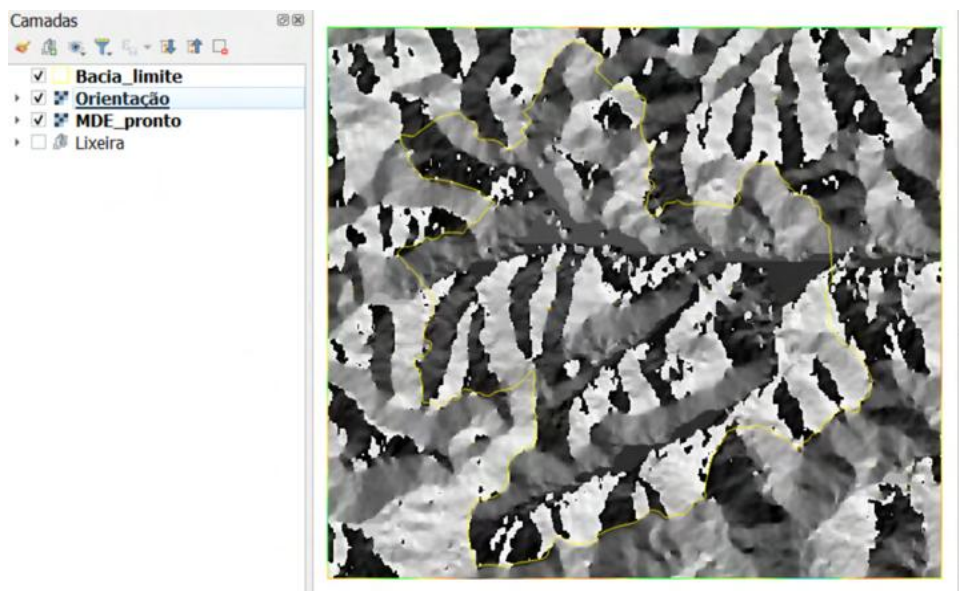 Camadas
Bacia_limite
Orientação
MDE_pronto
Lixeira